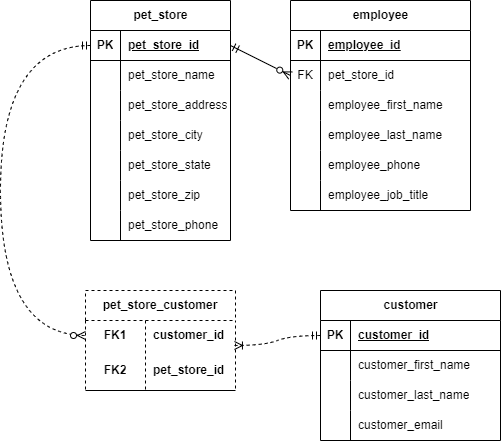 pet_store
PK pet_store_id
pet_store_name
pet_store_address
pet_store_city
pet_store_state
pet_store_zip
pet_store_phone
employee
PK employee_id
FK pet_store_id
employee_first_name
employee_last_name
employee_phone
employee_job_title
pet_store_customer
FK1 customer_id
FK2 pet_store_id
customer
PK customer_id
customer_first_name
customer_last_name
customer_email